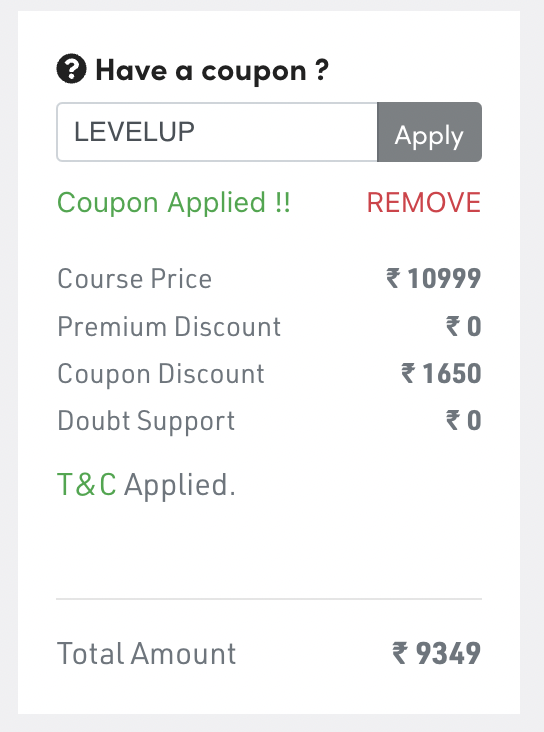 Have a coupon ?
LEVELUP Apply
Coupon Applied !! REMOVE
Course Price ₹ 10999
Premium Discount ₹ 0
Coupon Discount ₹ 1650
Doubt Support ₹ 0
T&C Applied.
Total Amount ₹ 9349